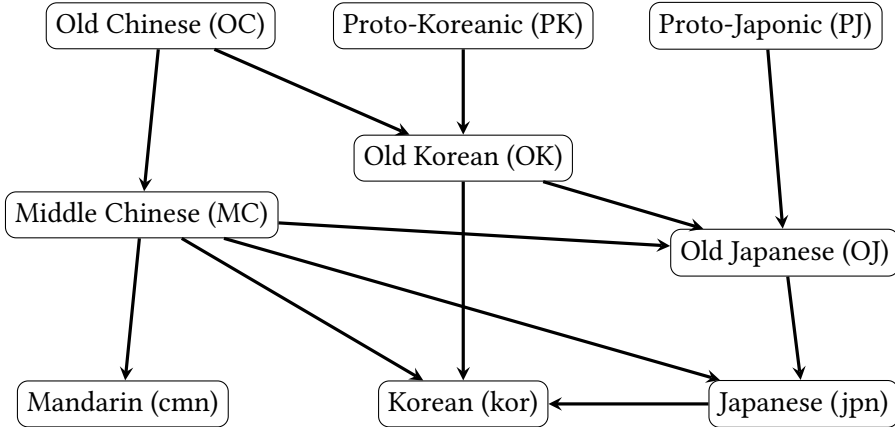 Old Chinese (OC)
Proto-Koreanic (PK)
Proto-Japonic (PJ)
Old Korean (OK)
Middle Chinese (MC)
Old Japanese (OJ)
Mandarin (cmn)
Korean (kor)
Japanese (jpn)